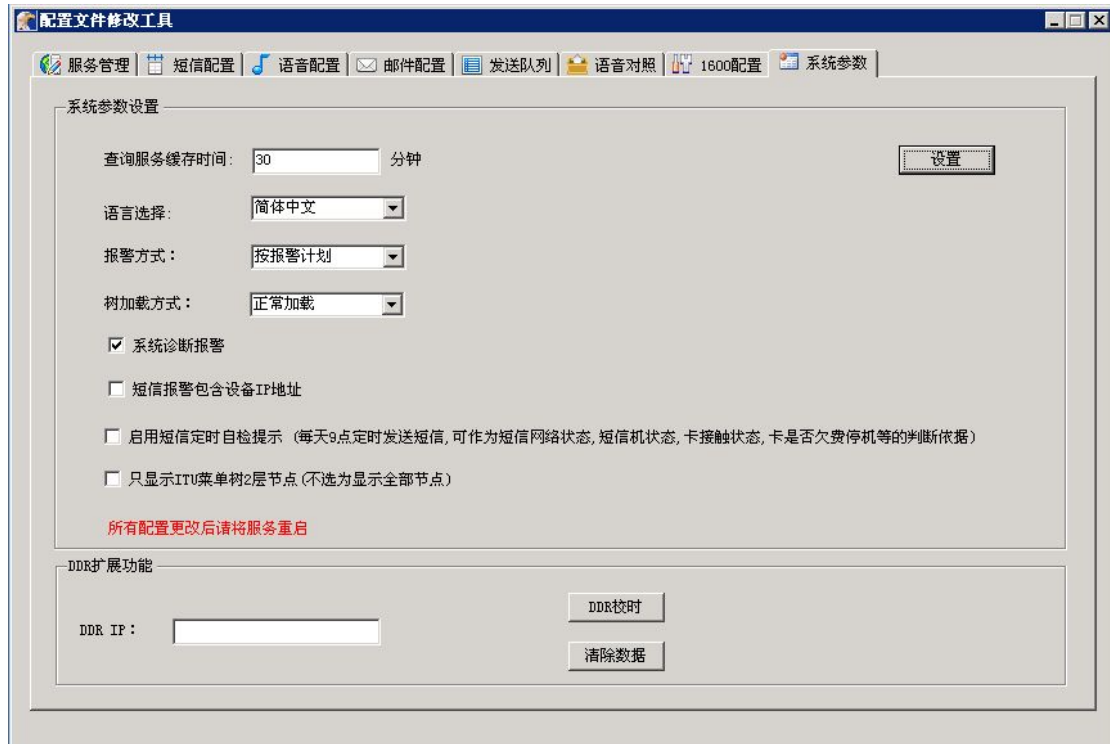 配置文件修改工具
服务管理 短信配置 语音配置 邮件配置 发送队列 语音对照 1600配置 系统参数
系统参数设置
查询服务缓存时间: 30 分钟 设置
语言选择: 简体中文
报警方式： 按报警计划
树加载方式： 正常加载
系统诊断报警
短信报警包含设备IP地址
启用短信定时自检提示 (每天9点定时发送短信,可作为短信网络状态,短信机状态,卡接触状态,卡是否欠费停机等的判断依据)
只显示ITU菜单树2层节点(不选为显示全部节点)
所有配置更改后请将服务重启
DDR扩展功能
DDR校时
DDR IP：
清除数据